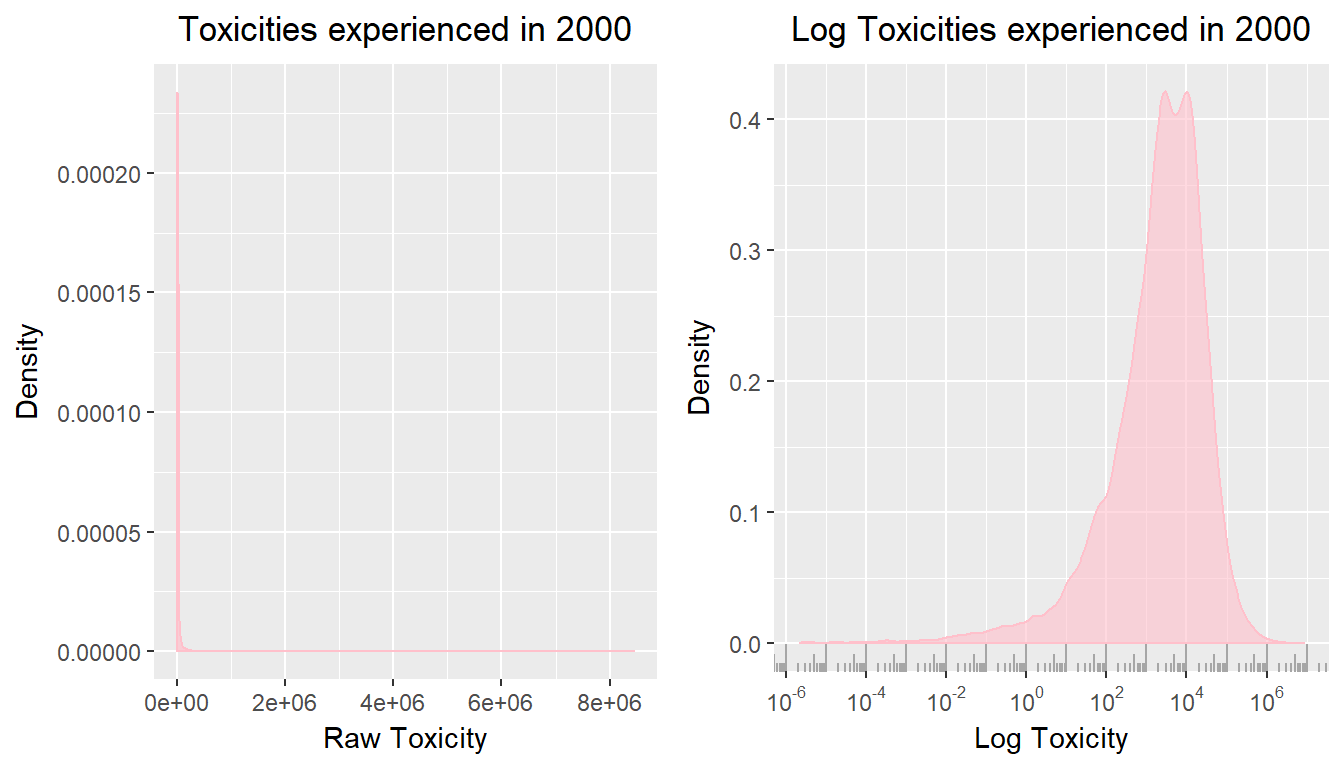 Toxicities experienced in 2000
Density
0.00020
0.00015
0.00010
0.00005
0.00000
0e+00 2e+06 4e+06 6e+06 8e+06
Raw Toxicity
Log Toxicities experienced in 2000
Density
0.4
0.3
0.2
0.1
0.0
10⁻⁶ 10⁻⁴ 10⁻² 10⁰ 10² 10⁴ 10⁶
Log Toxicity